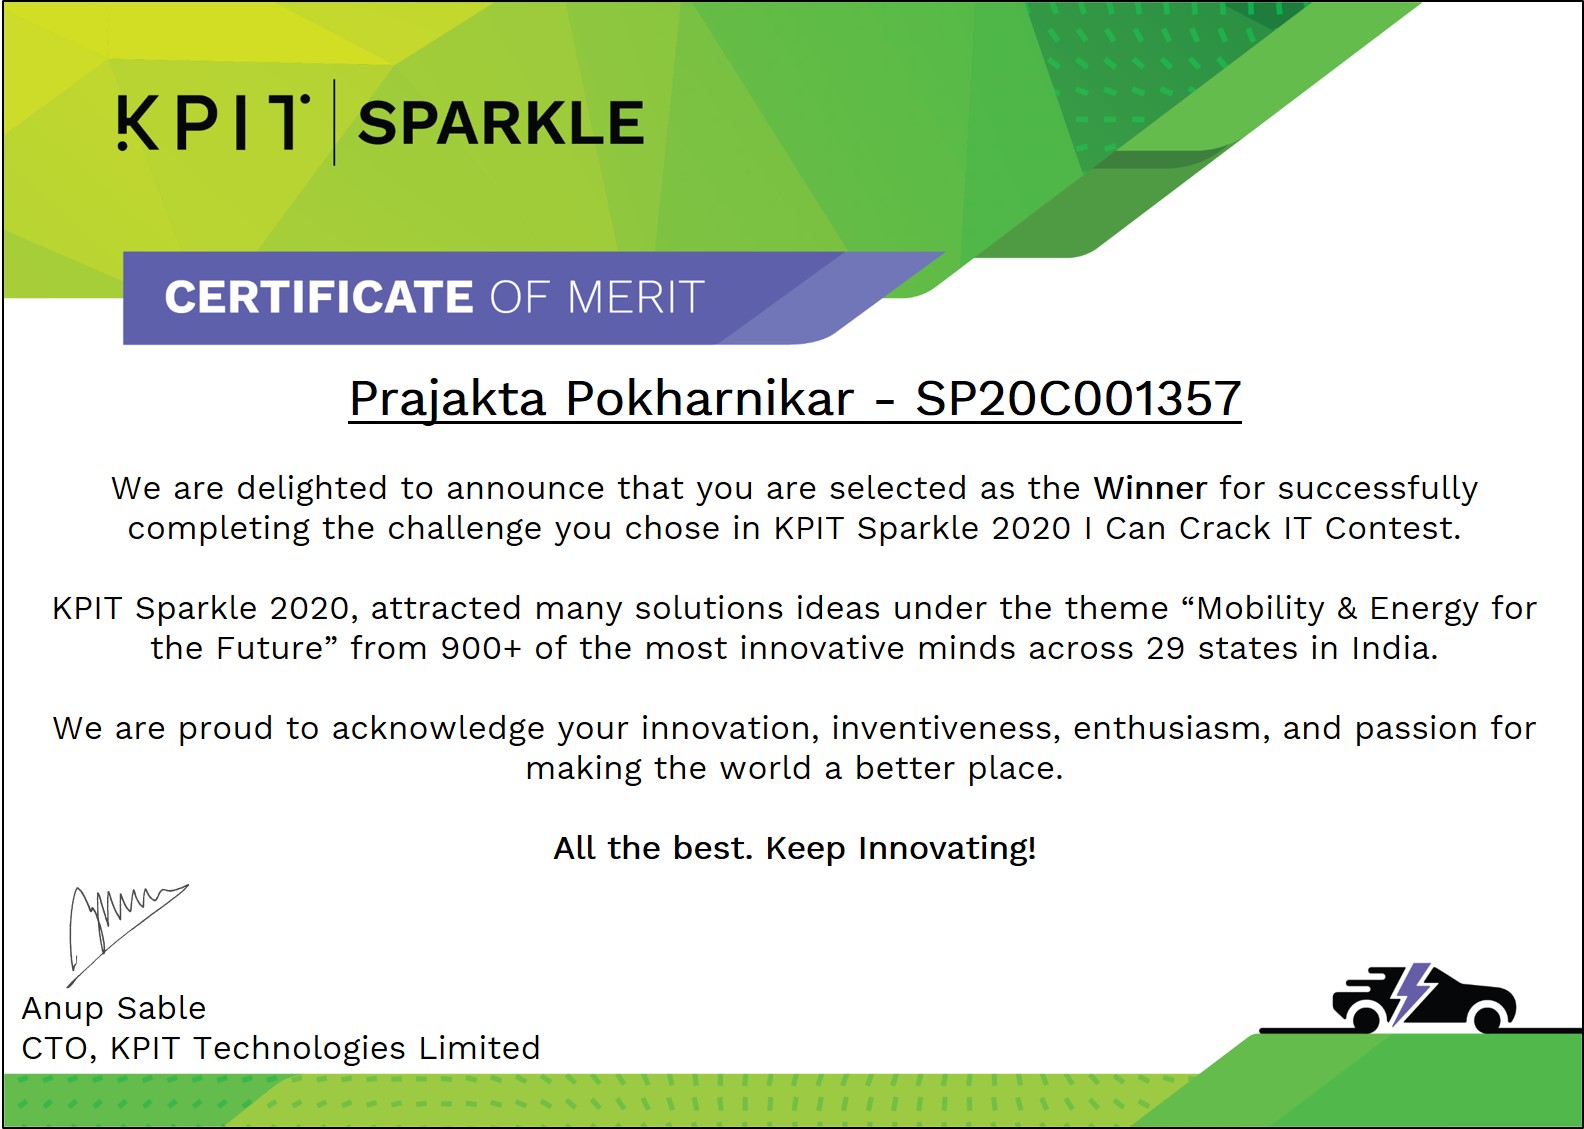 KPIT | SPARKLE
CERTIFICATE OF MERIT
Prajakta Pokharnikar - SP20C001357
We are delighted to announce that you are selected as the Winner for successfully
completing the challenge you chose in KPIT Sparkle 2020 I Can Crack IT Contest.
KPIT Sparkle 2020, attracted many solutions ideas under the theme “Mobility & Energy for
the Future” from 900+ of the most innovative minds across 29 states in India.
We are proud to acknowledge your innovation, inventiveness, enthusiasm, and passion for
making the world a better place.
All the best. Keep Innovating!
Anup Sable
CTO, KPIT Technologies Limited